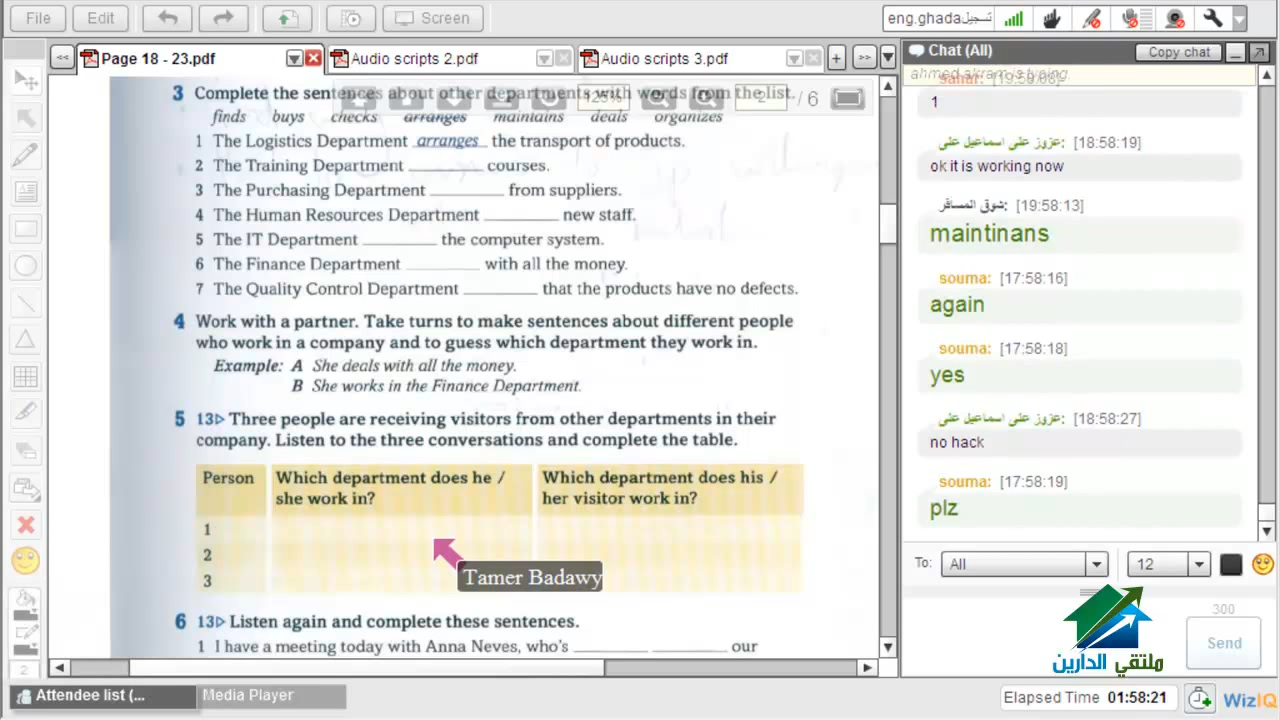 File
Edit
Screen
eng.ghada
تسجيل
<<
Page 18 - 23.pdf
Audio scripts 2.pdf
Audio scripts 3.pdf
>>
3 Complete the sentences about other departments with words from the list.
125%
2 / 6
finds buys checks arranges maintains deals organizes
1 The Logistics Department arranges the transport of products.
2 The Training Department ________ courses.
3 The Purchasing Department ________ from suppliers.
4 The Human Resources Department ________ new staff.
5 The IT Department ________ the computer system.
6 The Finance Department ________ with all the money.
7 The Quality Control Department ________ that the products have no defects.
4 Work with a partner. Take turns to make sentences about different people
who work in a company and to guess which department they work in.
Example: A She deals with all the money.
B She works in the Finance Department.
5 13 Three people are receiving visitors from other departments in their
company. Listen to the three conversations and complete the table.
Person
Which department does he /
she work in?
Which department does his /
her visitor work in?
1
2
3
Tamer Badawy
6 13 Listen again and complete these sentences.
1 I have a meeting today with Anna Neves, who's ________ ________ our
2
Chat (All)
Copy chat
ahmed akram is typing.
1
عزوز على اسماعيل على: [18:58:19]
ok it is working now
شوق المسافر: [19:58:13]
maintinans
souma: [17:58:16]
again
souma: [17:58:18]
yes
عزوز على اسماعيل على: [18:58:27]
no hack
souma: [17:58:19]
plz
To: All
12
300
Send
ملتقي الدارين
Attendee list (...
Media Player
Elapsed Time 01:58:21
WizIQ